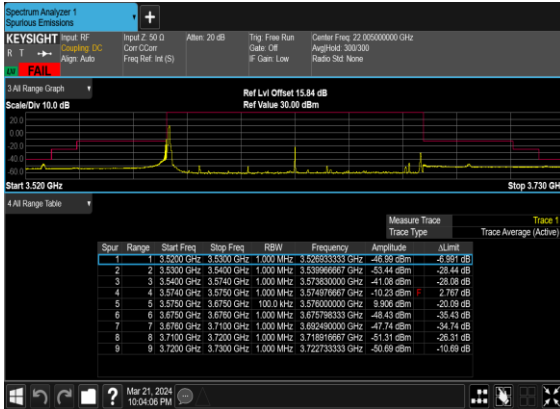 Spectrum Analyzer 1
Spurious Emissions
KEYSIGHT
R T
Input: RF
Coupling: DC
Align: Auto
Input Z: 50 Ω
Corr CCorr
Freq Ref: Int (S)
Atten: 20 dB
Trig: Free Run
Gate: Off
IF Gain: Low
Center Freq: 22.005000000 GHz
Avg|Hold: 300/300
Radio Std: None
FAIL
3 All Range Graph
Scale/Div 10.0 dB
Ref Lvl Offset 15.84 dB
Ref Value 30.00 dBm
20.0
0.00
-20.0
-40.0
-60.0
Start 3.520 GHz
Stop 3.730 GH
4 All Range Table
Measure Trace Trace 1
Trace Type Trace Average (Active)
Spur Range Start Freq Stop Freq RBW Frequency Amplitude ΔLimit
1 1 3.5200 GHz 3.5300 GHz 1.000 MHz 3.526933333 GHz -46.99 dBm -6.991 dB
2 2 3.5300 GHz 3.5400 GHz 1.000 MHz 3.539966667 GHz -53.44 dBm -28.44 dB
3 3 3.5400 GHz 3.5740 GHz 1.000 MHz 3.573830000 GHz -41.08 dBm -28.08 dB
4 4 3.5740 GHz 3.5750 GHz 1.000 MHz 3.574976667 GHz -10.23 dBm F 2.767 dB
5 5 3.5750 GHz 3.6750 GHz 100.0 kHz 3.576000000 GHz 9.906 dBm -20.09 dB
6 6 3.6750 GHz 3.6760 GHz 1.000 MHz 3.675798333 GHz -48.43 dBm -35.43 dB
7 7 3.6760 GHz 3.7100 GHz 1.000 MHz 3.692490000 GHz -47.74 dBm -34.74 dB
8 8 3.7100 GHz 3.7200 GHz 1.000 MHz 3.718916667 GHz -51.31 dBm -26.31 dB
9 9 3.7200 GHz 3.7300 GHz 1.000 MHz 3.722733333 GHz -50.69 dBm -10.69 dB
Mar 21, 2024
10:04:06 PM